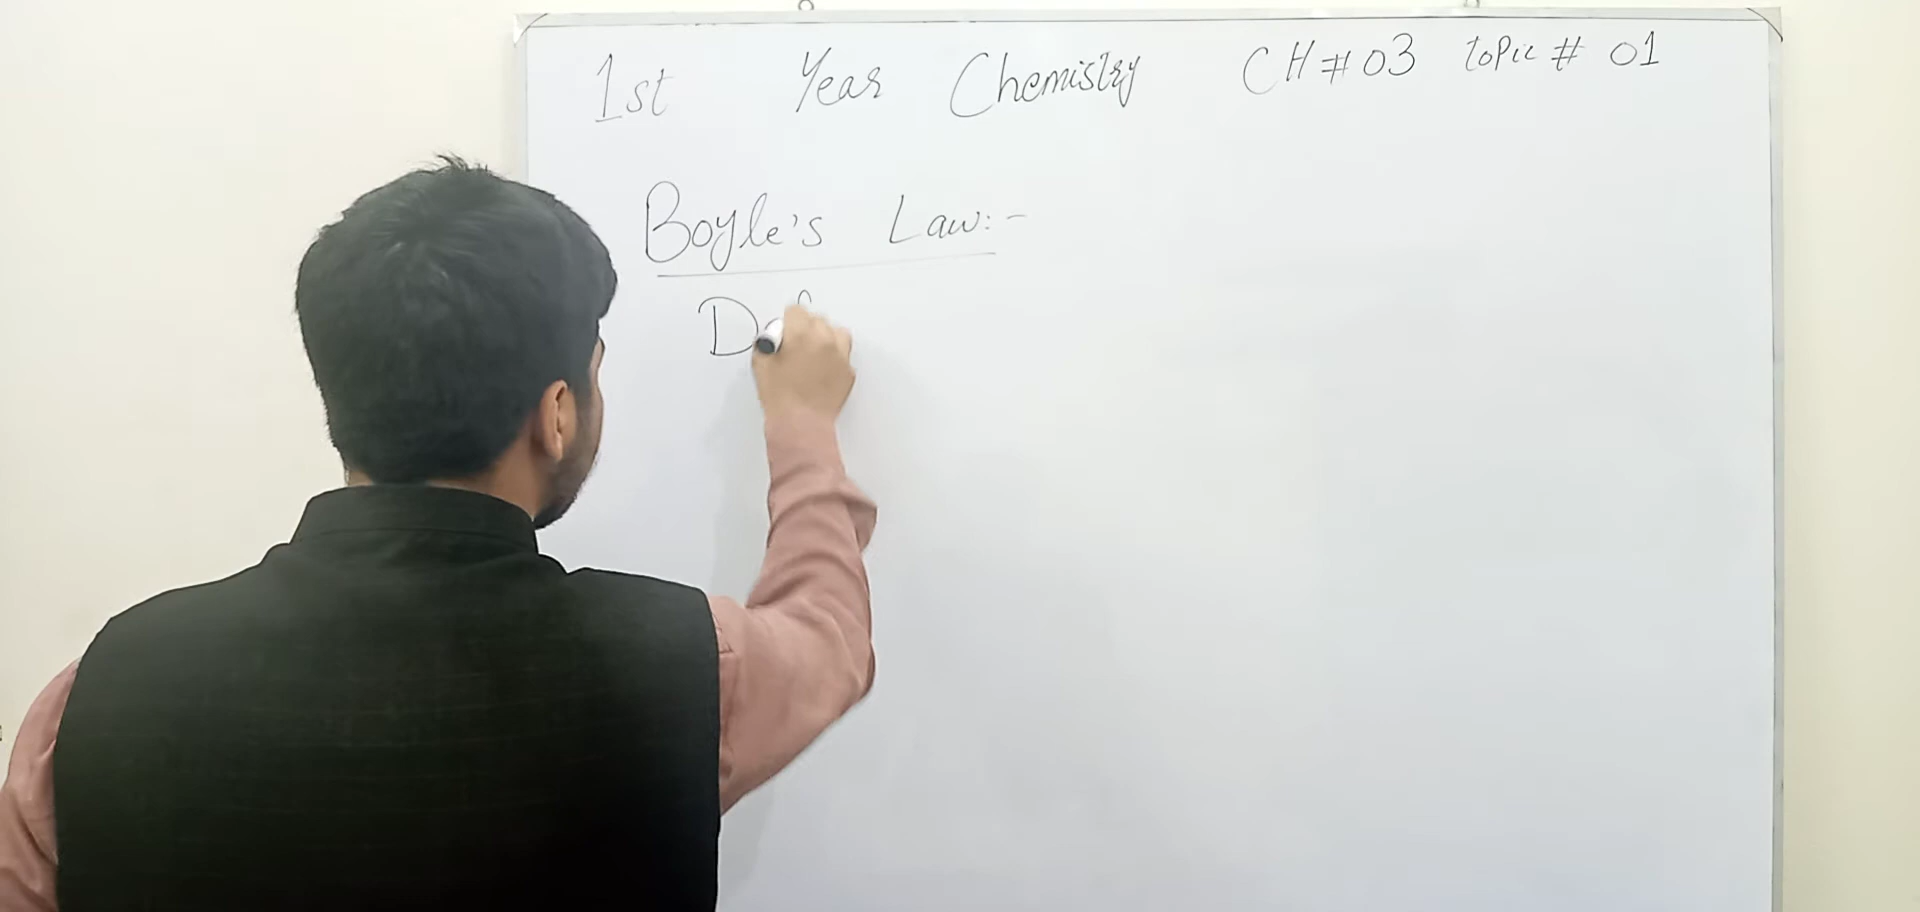 1st Year Chemistry CH # 03 topic # 01
Boyle's Law:-